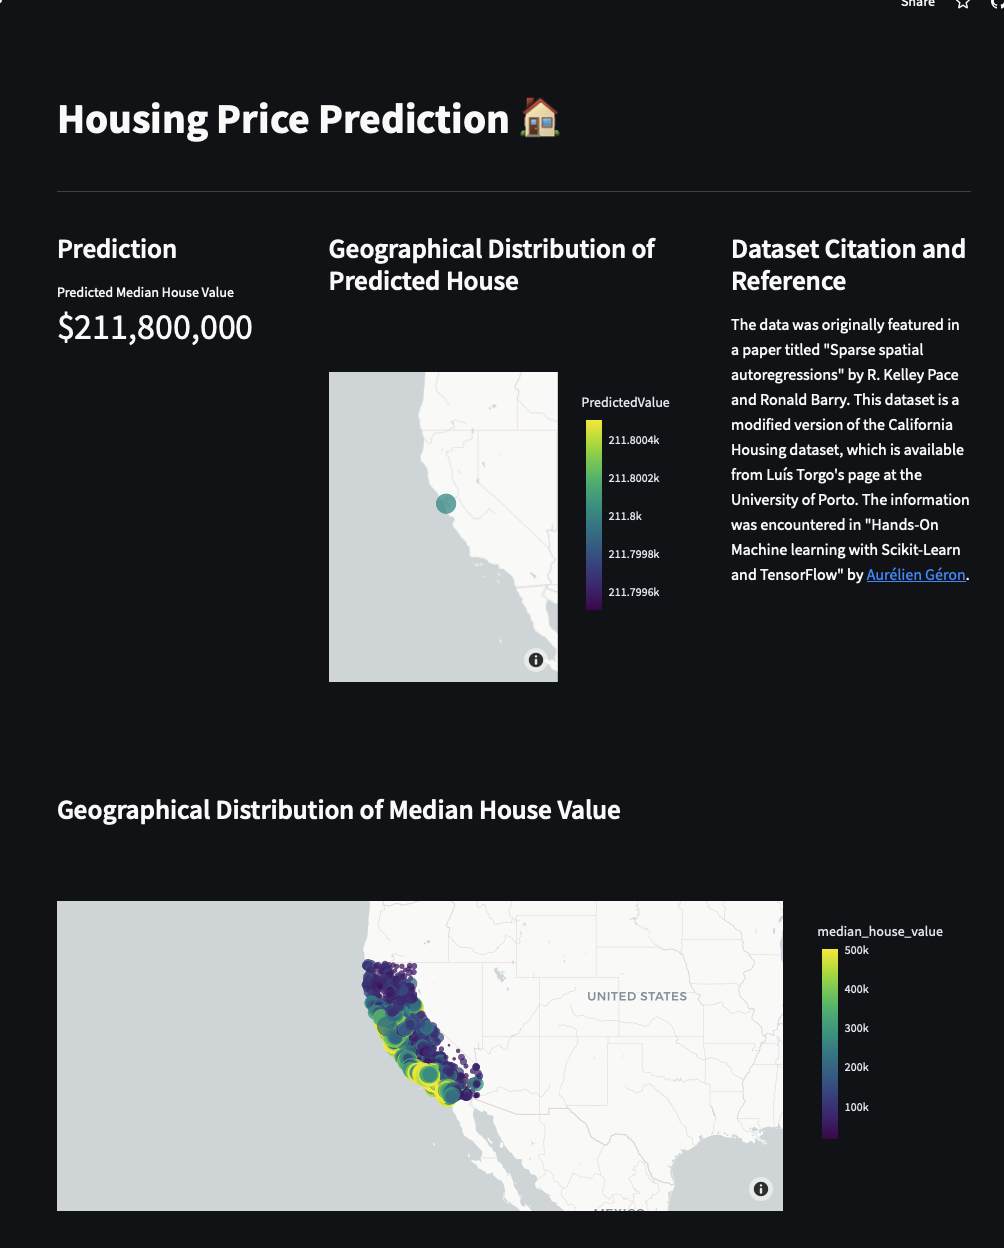 Share
Housing Price Prediction
Prediction
Predicted Median House Value
$211,800,000
Geographical Distribution of
Predicted House
PredictedValue
211.8004k
211.8002k
211.8k
211.7998k
211.7996k
Dataset Citation and
Reference
The data was originally featured in
a paper titled "Sparse spatial
autoregressions" by R. Kelley Pace
and Ronald Barry. This dataset is a
modified version of the California
Housing dataset, which is available
from Luís Torgo's page at the
University of Porto. The information
was encountered in "Hands-On
Machine learning with Scikit-Learn
and TensorFlow" by Aurélien Géron.
Geographical Distribution of Median House Value
UNITED STATES
MEXICO
median_house_value
500k
400k
300k
200k
100k